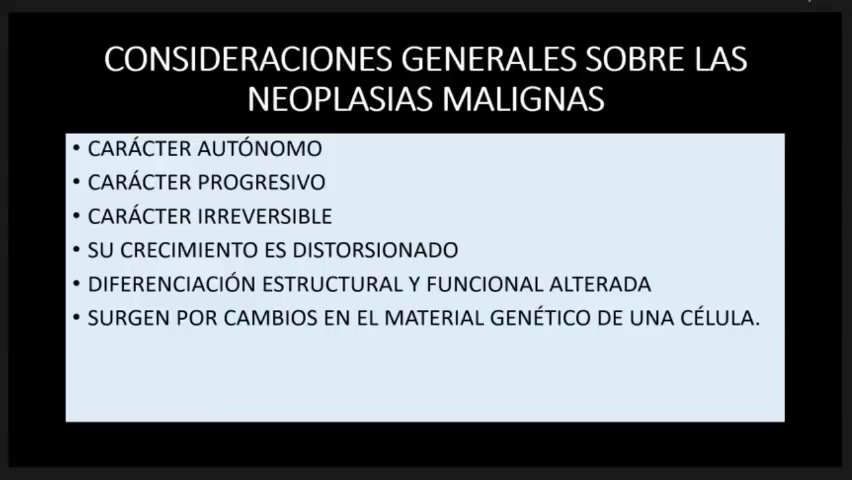 CONSIDERACIONES GENERALES SOBRE LAS
NEOPLASIAS MALIGNAS
• CARÁCTER AUTÓNOMO
• CARÁCTER PROGRESIVO
• CARÁCTER IRREVERSIBLE
• SU CRECIMIENTO ES DISTORSIONADO
• DIFERENCIACIÓN ESTRUCTURAL Y FUNCIONAL ALTERADA
• SURGEN POR CAMBIOS EN EL MATERIAL GENÉTICO DE UNA CÉLULA.